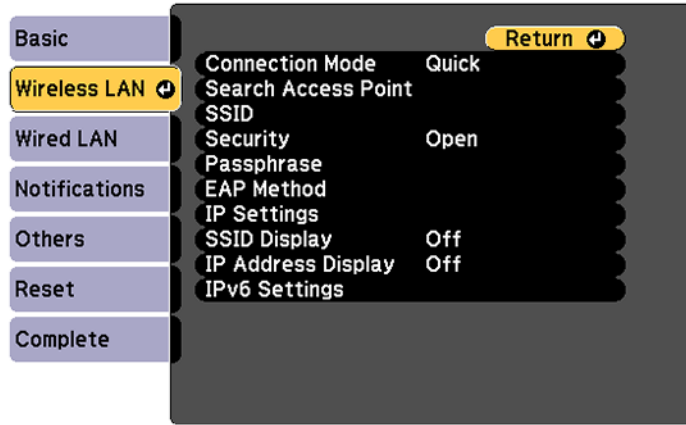 Basic
Wireless LAN
Wired LAN
Notifications
Others
Reset
Complete
Return
Connection Mode Quick
Search Access Point
SSID
Security Open
Passphrase
EAP Method
IP Settings
SSID Display Off
IP Address Display Off
IPv6 Settings